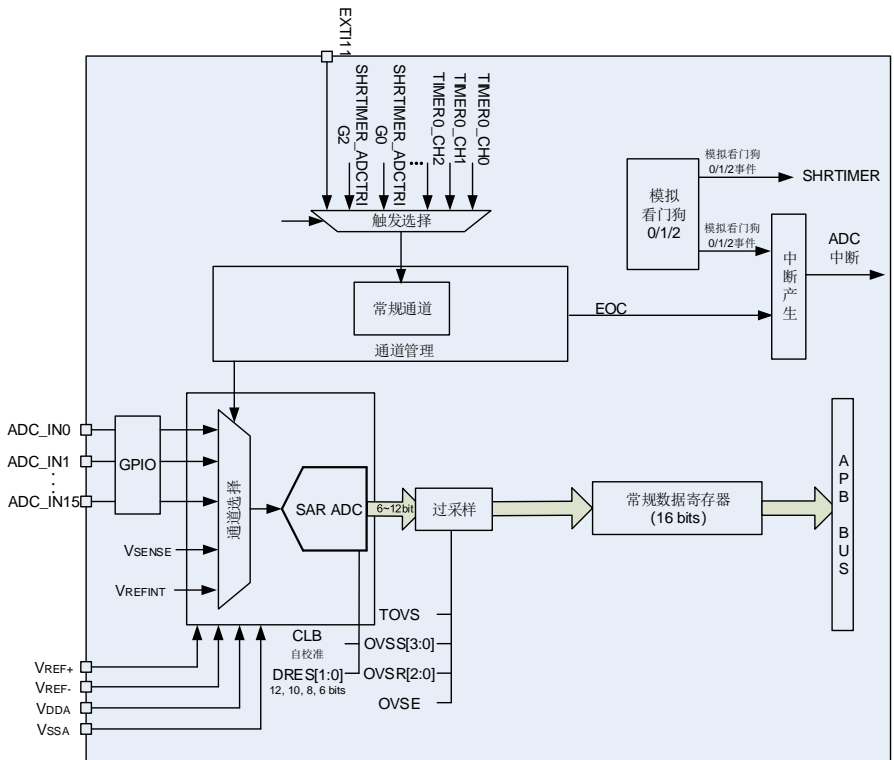 EXTI11
SHRTIMER_ADCTRI
G2
SHRTIMER_ADCTRI
G0
...
TIMER0_CH2
TIMER0_CH1
TIMER0_CH0
触发选择
模拟
看门狗
0/1/2
模拟看门狗
0/1/2事件
SHRTIMER
模拟看门狗
0/1/2事件
中断产生
ADC
中断
常规通道
通道管理
EOC
ADC_IN0
ADC_IN1
⋮
ADC_IN15
GPIO
通道选择
VSENSE
VREFINT
SAR ADC
6~12bit
过采样
常规数据寄存器
(16 bits)
APB BUS
CLB
自校准
DRES[1:0]
12, 10, 8, 6 bits
TOVS
OVSS[3:0]
OVSR[2:0]
OVSE
VREF+
VREF-
VDDA
VSSA